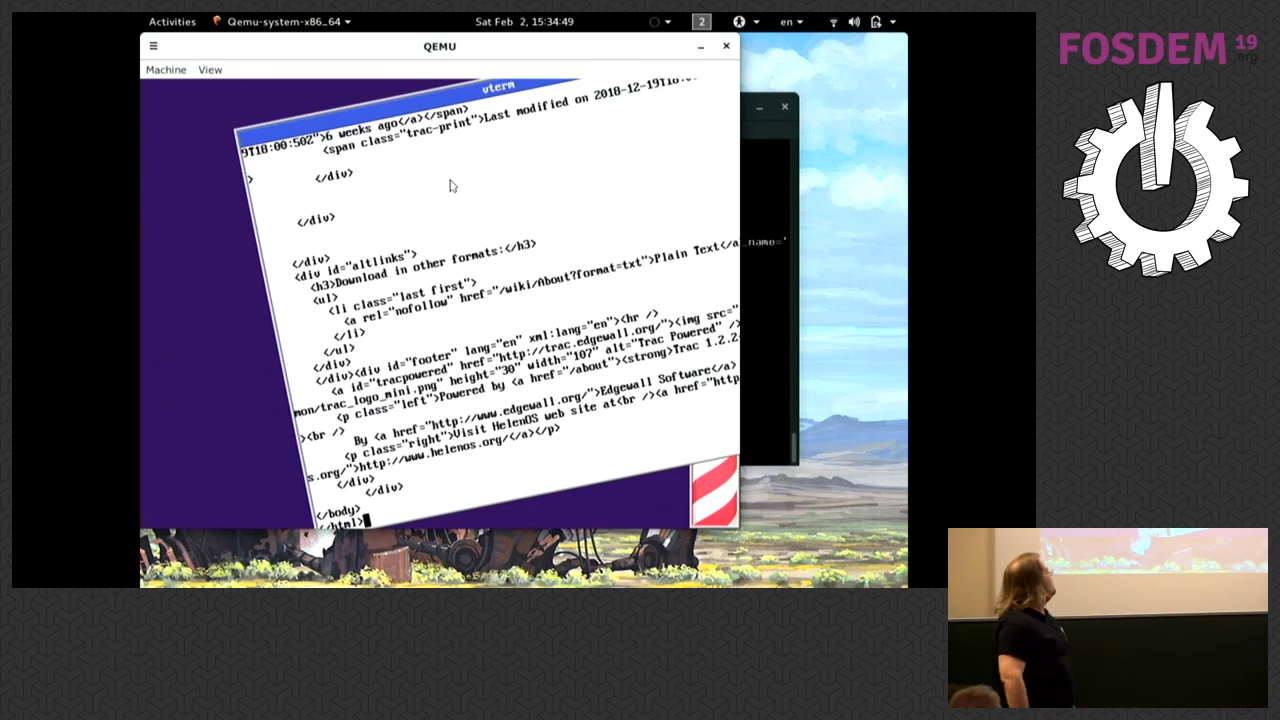 Activities Qemu-system-x86_64 Sat Feb 2, 15:34:49 2 en
FOSDEM 19
.org
QEMU
Machine View
vterm
9T18:00:50Z">6 weeks ago</a></span>
<span class="trac-print">Last modified on 2018-12-19T18:
> </div>
</div>
</div>
<div id="altlinks">
<h3>Download in other formats:</h3>
<ul>
<li class="last first">
<a rel="nofollow" href="/wiki/About?format=txt">Plain Text</a
_name='
</li>
</ul>
</div>
</div><div id="footer" lang="en" xml:lang="en"><hr />
<a id="tracpowered" href="http://trac.edgewall.org/"><img src="
mon/trac_logo_mini.png" height="30" width="107" alt="Trac Powered" /
<p class="left">Powered by <a href="/about"><strong>Trac 1.2.2
><br />
By <a href="http://www.edgewall.org/">Edgewall Software</a>
<p class="right">Visit HelenOS web site at<br /><a href="http
s.org/">http://www.helenos.org/</a></p>
</div>
</div>
</body>
</html>